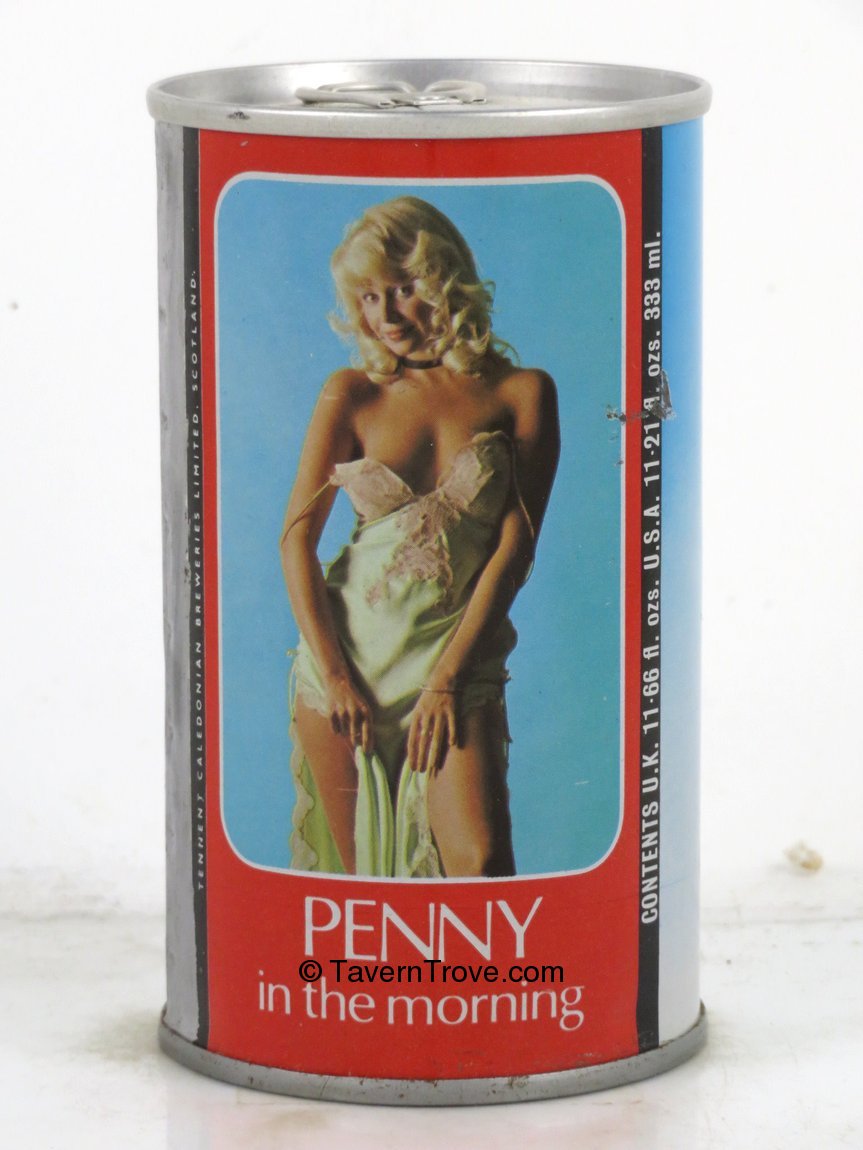 TENNENT CALEDONIAN BREWERIES LIMITED, SCOTLAND.
PENNY
© TavernTrove.com
in the morning
CONTENTS U.K. 11·66 fl. ozs. U.S.A. 11·21 fl. ozs. 333 ml.